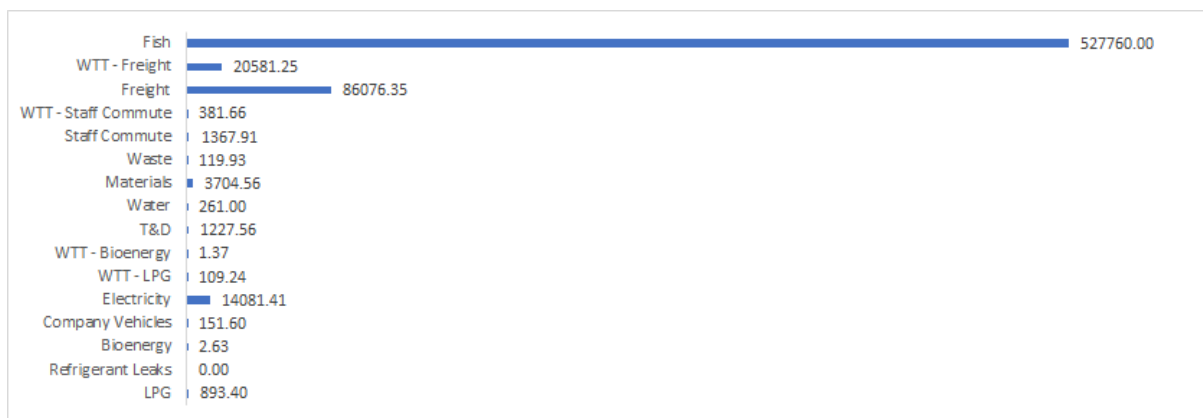 Fish 527760.00
WTT - Freight 20581.25
Freight 86076.35
WTT - Staff Commute 381.66
Staff Commute 1367.91
Waste 119.93
Materials 3704.56
Water 261.00
T&D 1227.56
WTT - Bioenergy 1.37
WTT - LPG 109.24
Electricity 14081.41
Company Vehicles 151.60
Bioenergy 2.63
Refrigerant Leaks 0.00
LPG 893.40